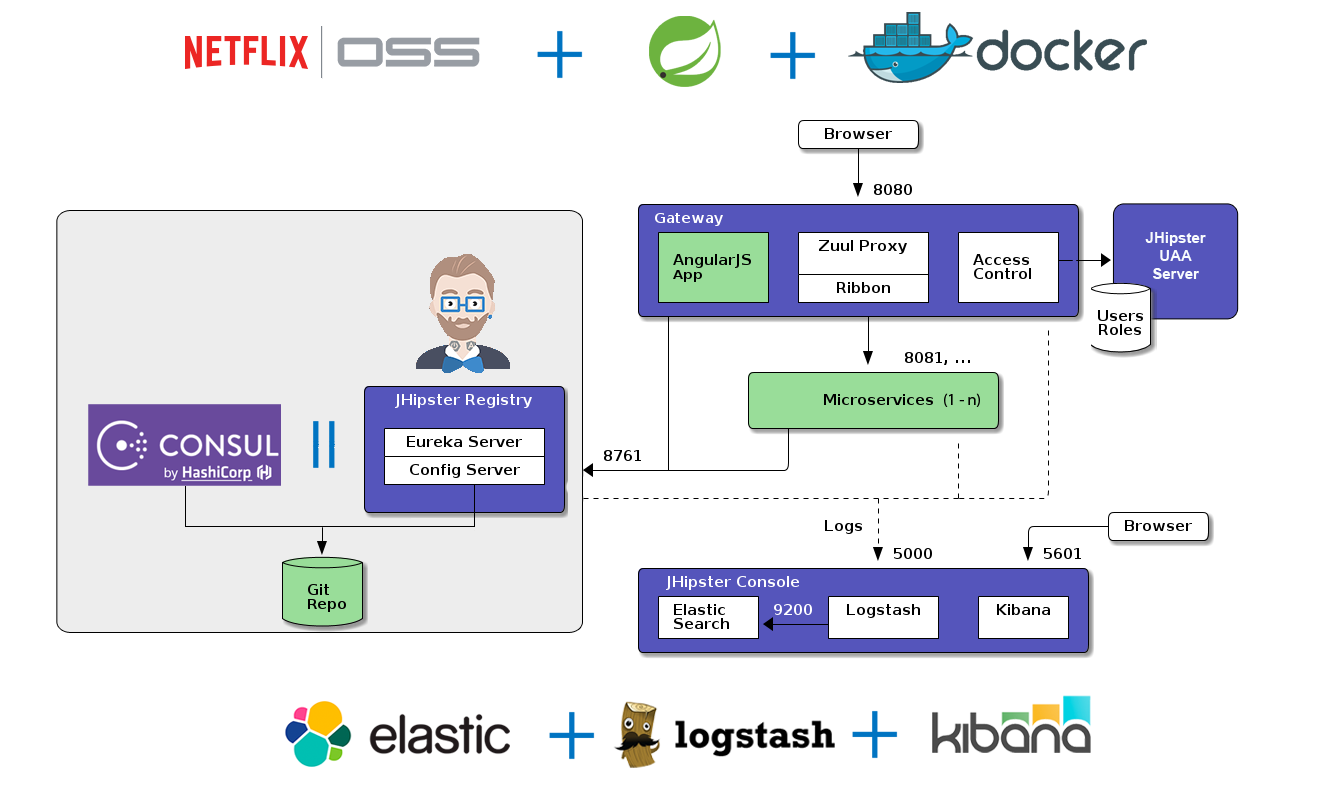 NETFLIX OSS
docker
Browser
8080
Gateway
AngularJS
App
Zuul Proxy
Ribbon
Access
Control
JHipster
UAA
Server
Users
Roles
8081, ...
Microservices (1 - n)
JHipster Registry
Eureka Server
Config Server
CONSUL
by HashiCorp
8761
Git
Repo
Logs
5000
5601
Browser
JHipster Console
Elastic
Search
9200
Logstash
Kibana
elastic
logstash
kibana